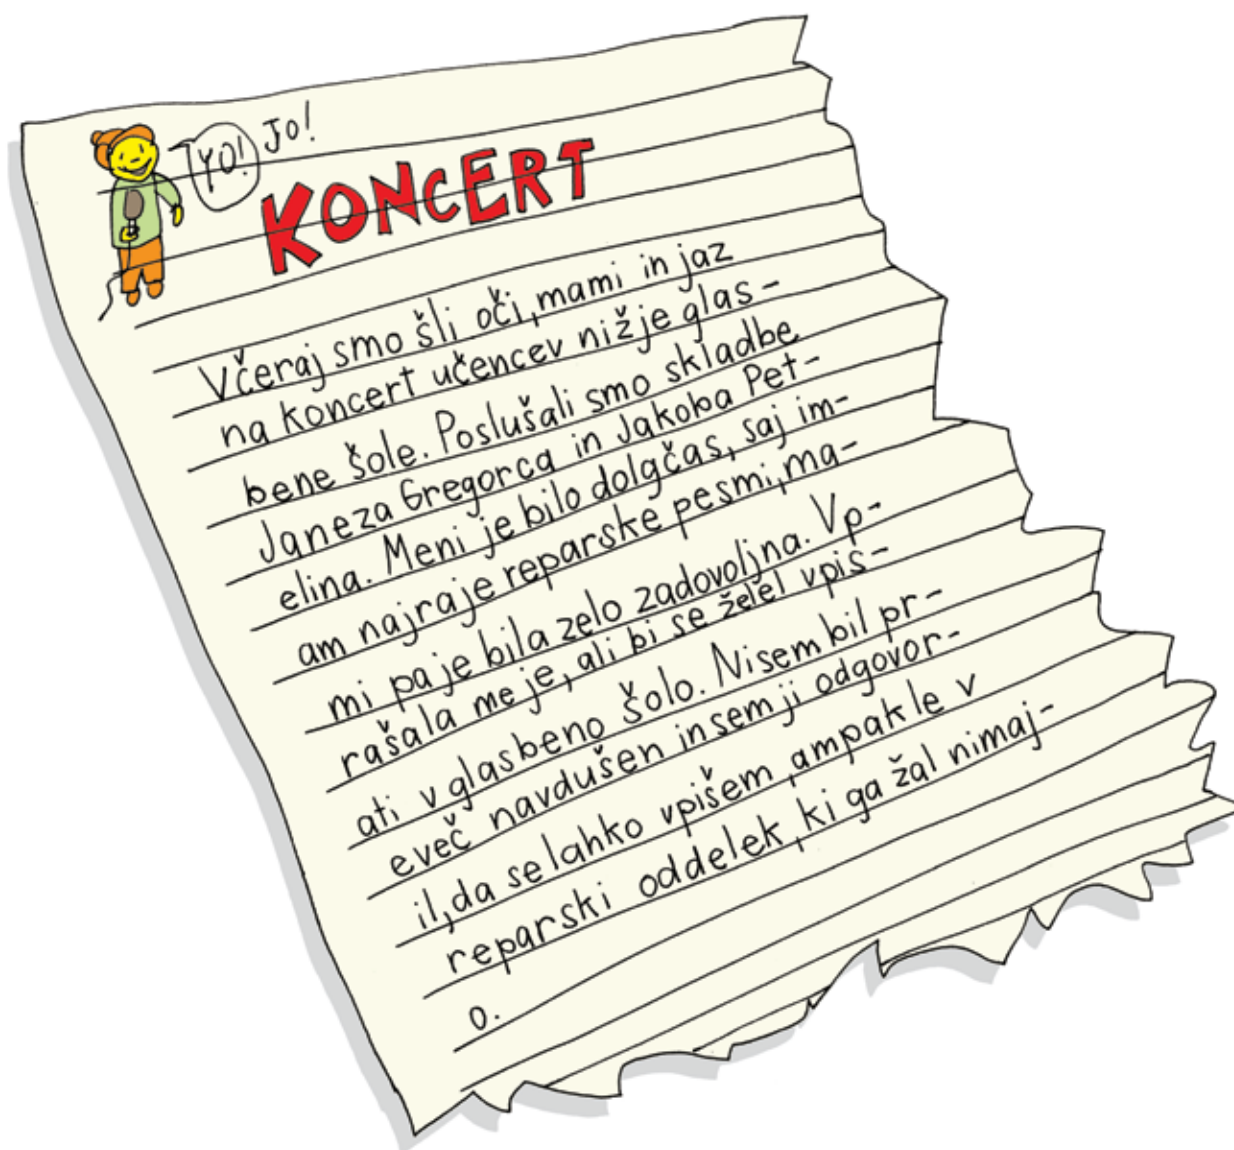 YO! JO!
KONCERT
Včeraj smo šli oči, mami in jaz
na koncert učencev nižje glas-
bene šole. Poslušali smo skladbe
Janeza Gregorca in Jakoba Pet-
elina. Meni je bilo dolgčas, saj im-
am najraje reparske pesmi, ma-
mi pa je bila zelo zadovoljna. Vp-
rašala me je, ali bi se želel vpis-
ati v glasbeno šolo. Nisem bil pr-
eveč navdušen in sem ji odgovor-
il, da se lahko vpišem, ampak le v
reparski oddelek, ki ga žal nimaj-
o.